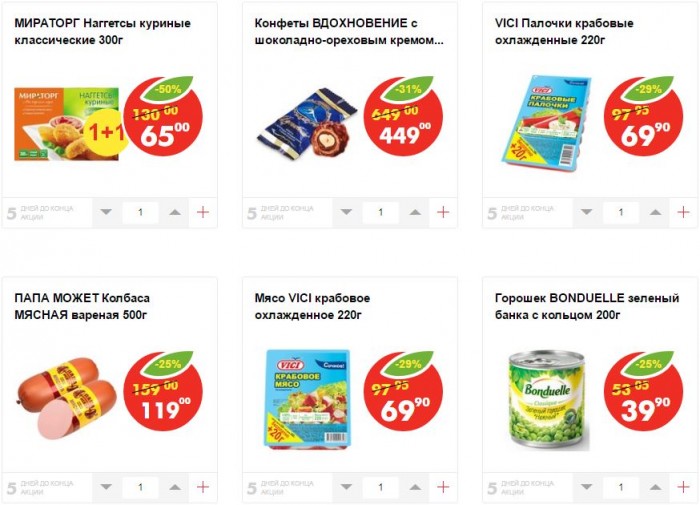 МИРАТОРГ Наггетсы куриные
классические 300г
МИРАТОРГ
НАГГЕТСЫ
КУРИНЫЕ
1+1
-50%
130 00
65 00
5 ДНЕЙ ДО КОНЦА
АКЦИИ
1
+
Конфеты ВДОХНОВЕНИЕ с
шоколадно-ореховым кремом...
-31%
649 00
449 00
5 ДНЕЙ ДО КОНЦА
АКЦИИ
1
+
VICI Палочки крабовые
охлажденные 220г
VICI
КРАБОВЫЕ
ПАЛОЧКИ
20г
-29%
97 95
69 90
5 ДНЕЙ ДО КОНЦА
АКЦИИ
1
+
ПАПА МОЖЕТ Колбаса
МЯСНАЯ вареная 500г
-25%
159 00
119 00
5 ДНЕЙ ДО КОНЦА
АКЦИИ
1
+
Мясо VICI крабовое
охлажденное 220г
VICI
КРАБОВОЕ
МЯСО
20г
-29%
97 95
69 90
5 ДНЕЙ ДО КОНЦА
АКЦИИ
1
+
Горошек BONDUELLE зеленый
банка с кольцом 200г
Bonduelle
Зеленый горошек
-25%
53 05
39 90
5 ДНЕЙ ДО КОНЦА
АКЦИИ
1
+